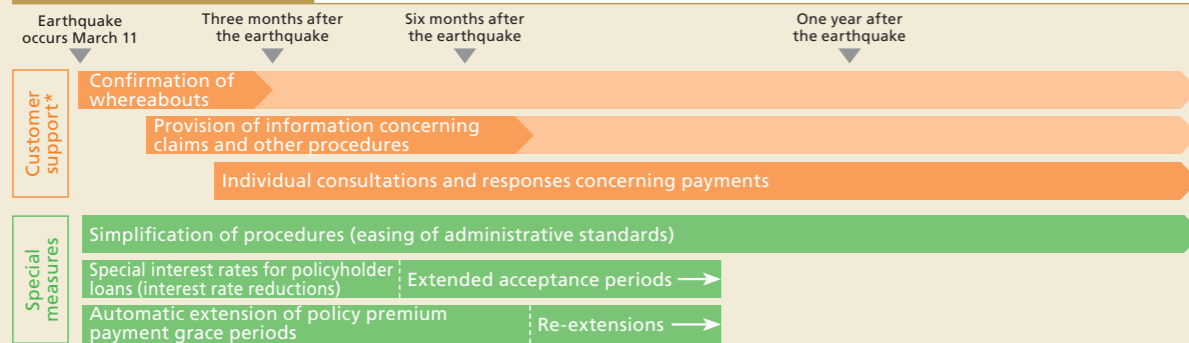 Earthquake
occurs March 11
Three months after
the earthquake
Six months after
the earthquake
One year after
the earthquake
Customer
support*
Confirmation of
whereabouts
Provision of information concerning
claims and other procedures
Individual consultations and responses concerning payments
Special
measures
Simplification of procedures (easing of administrative standards)
Special interest rates for policyholder
loans (interest rate reductions)
Extended acceptance periods
Automatic extension of policy premium
payment grace periods
Re-extensions